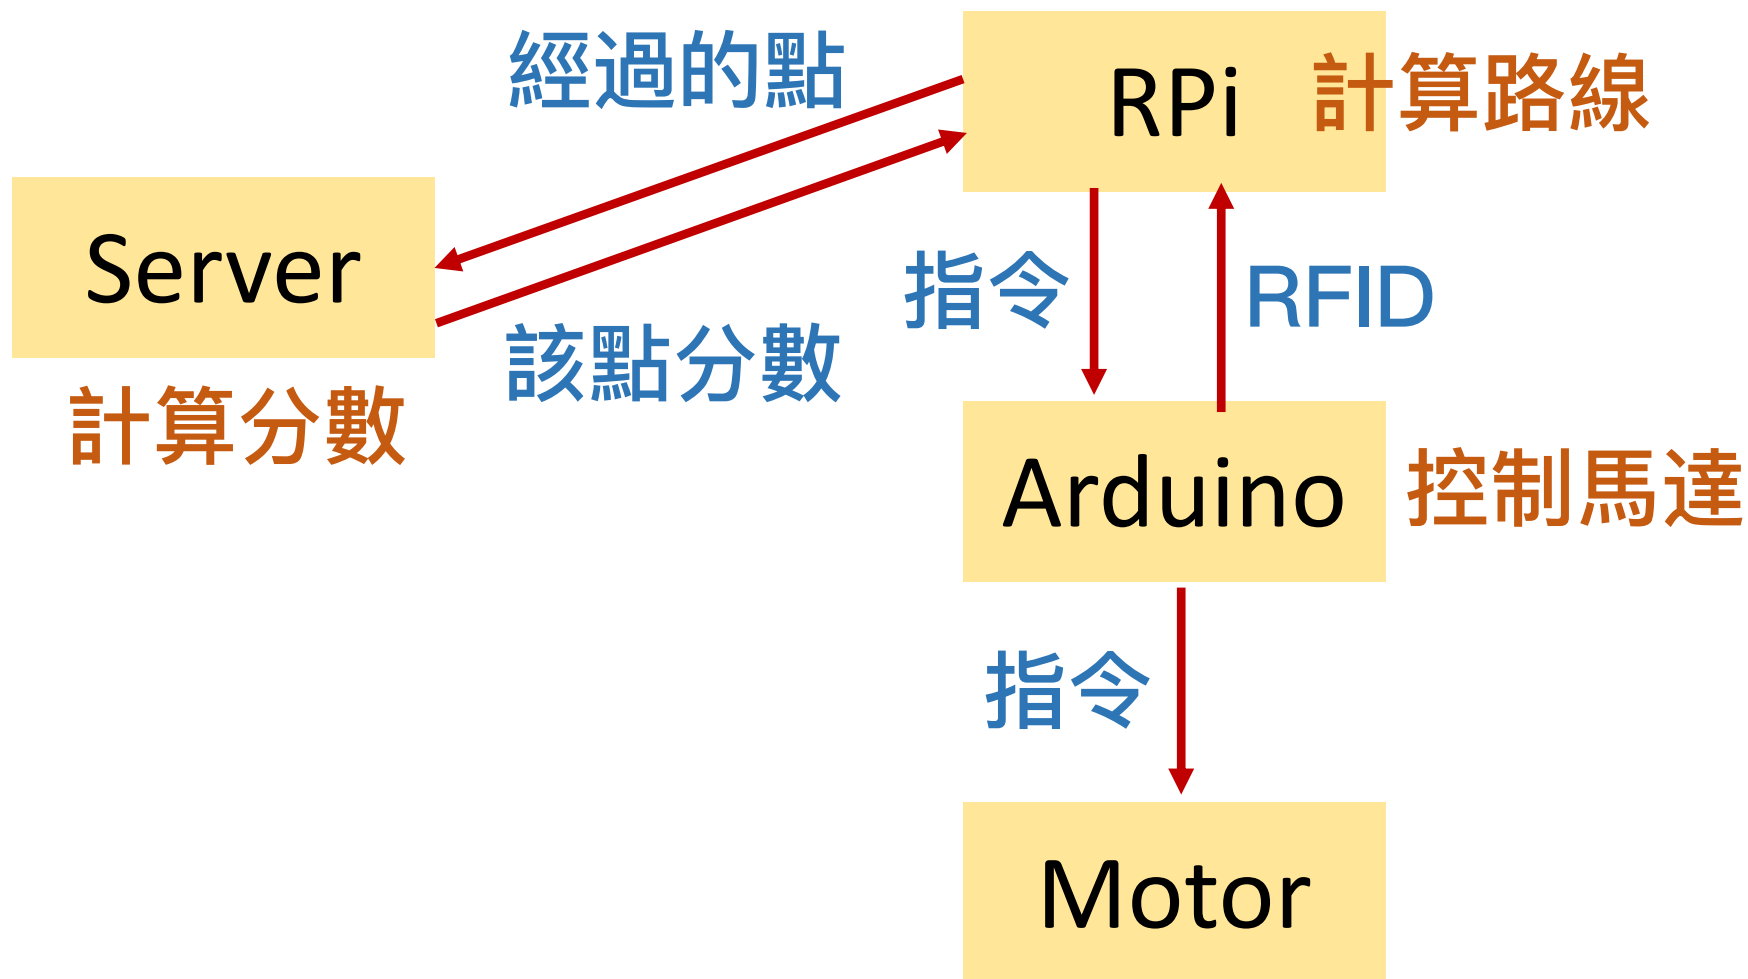 經過的點
RPi
計算路線
Server
指令
RFID
該點分數
計算分數
Arduino
控制馬達
指令
Motor